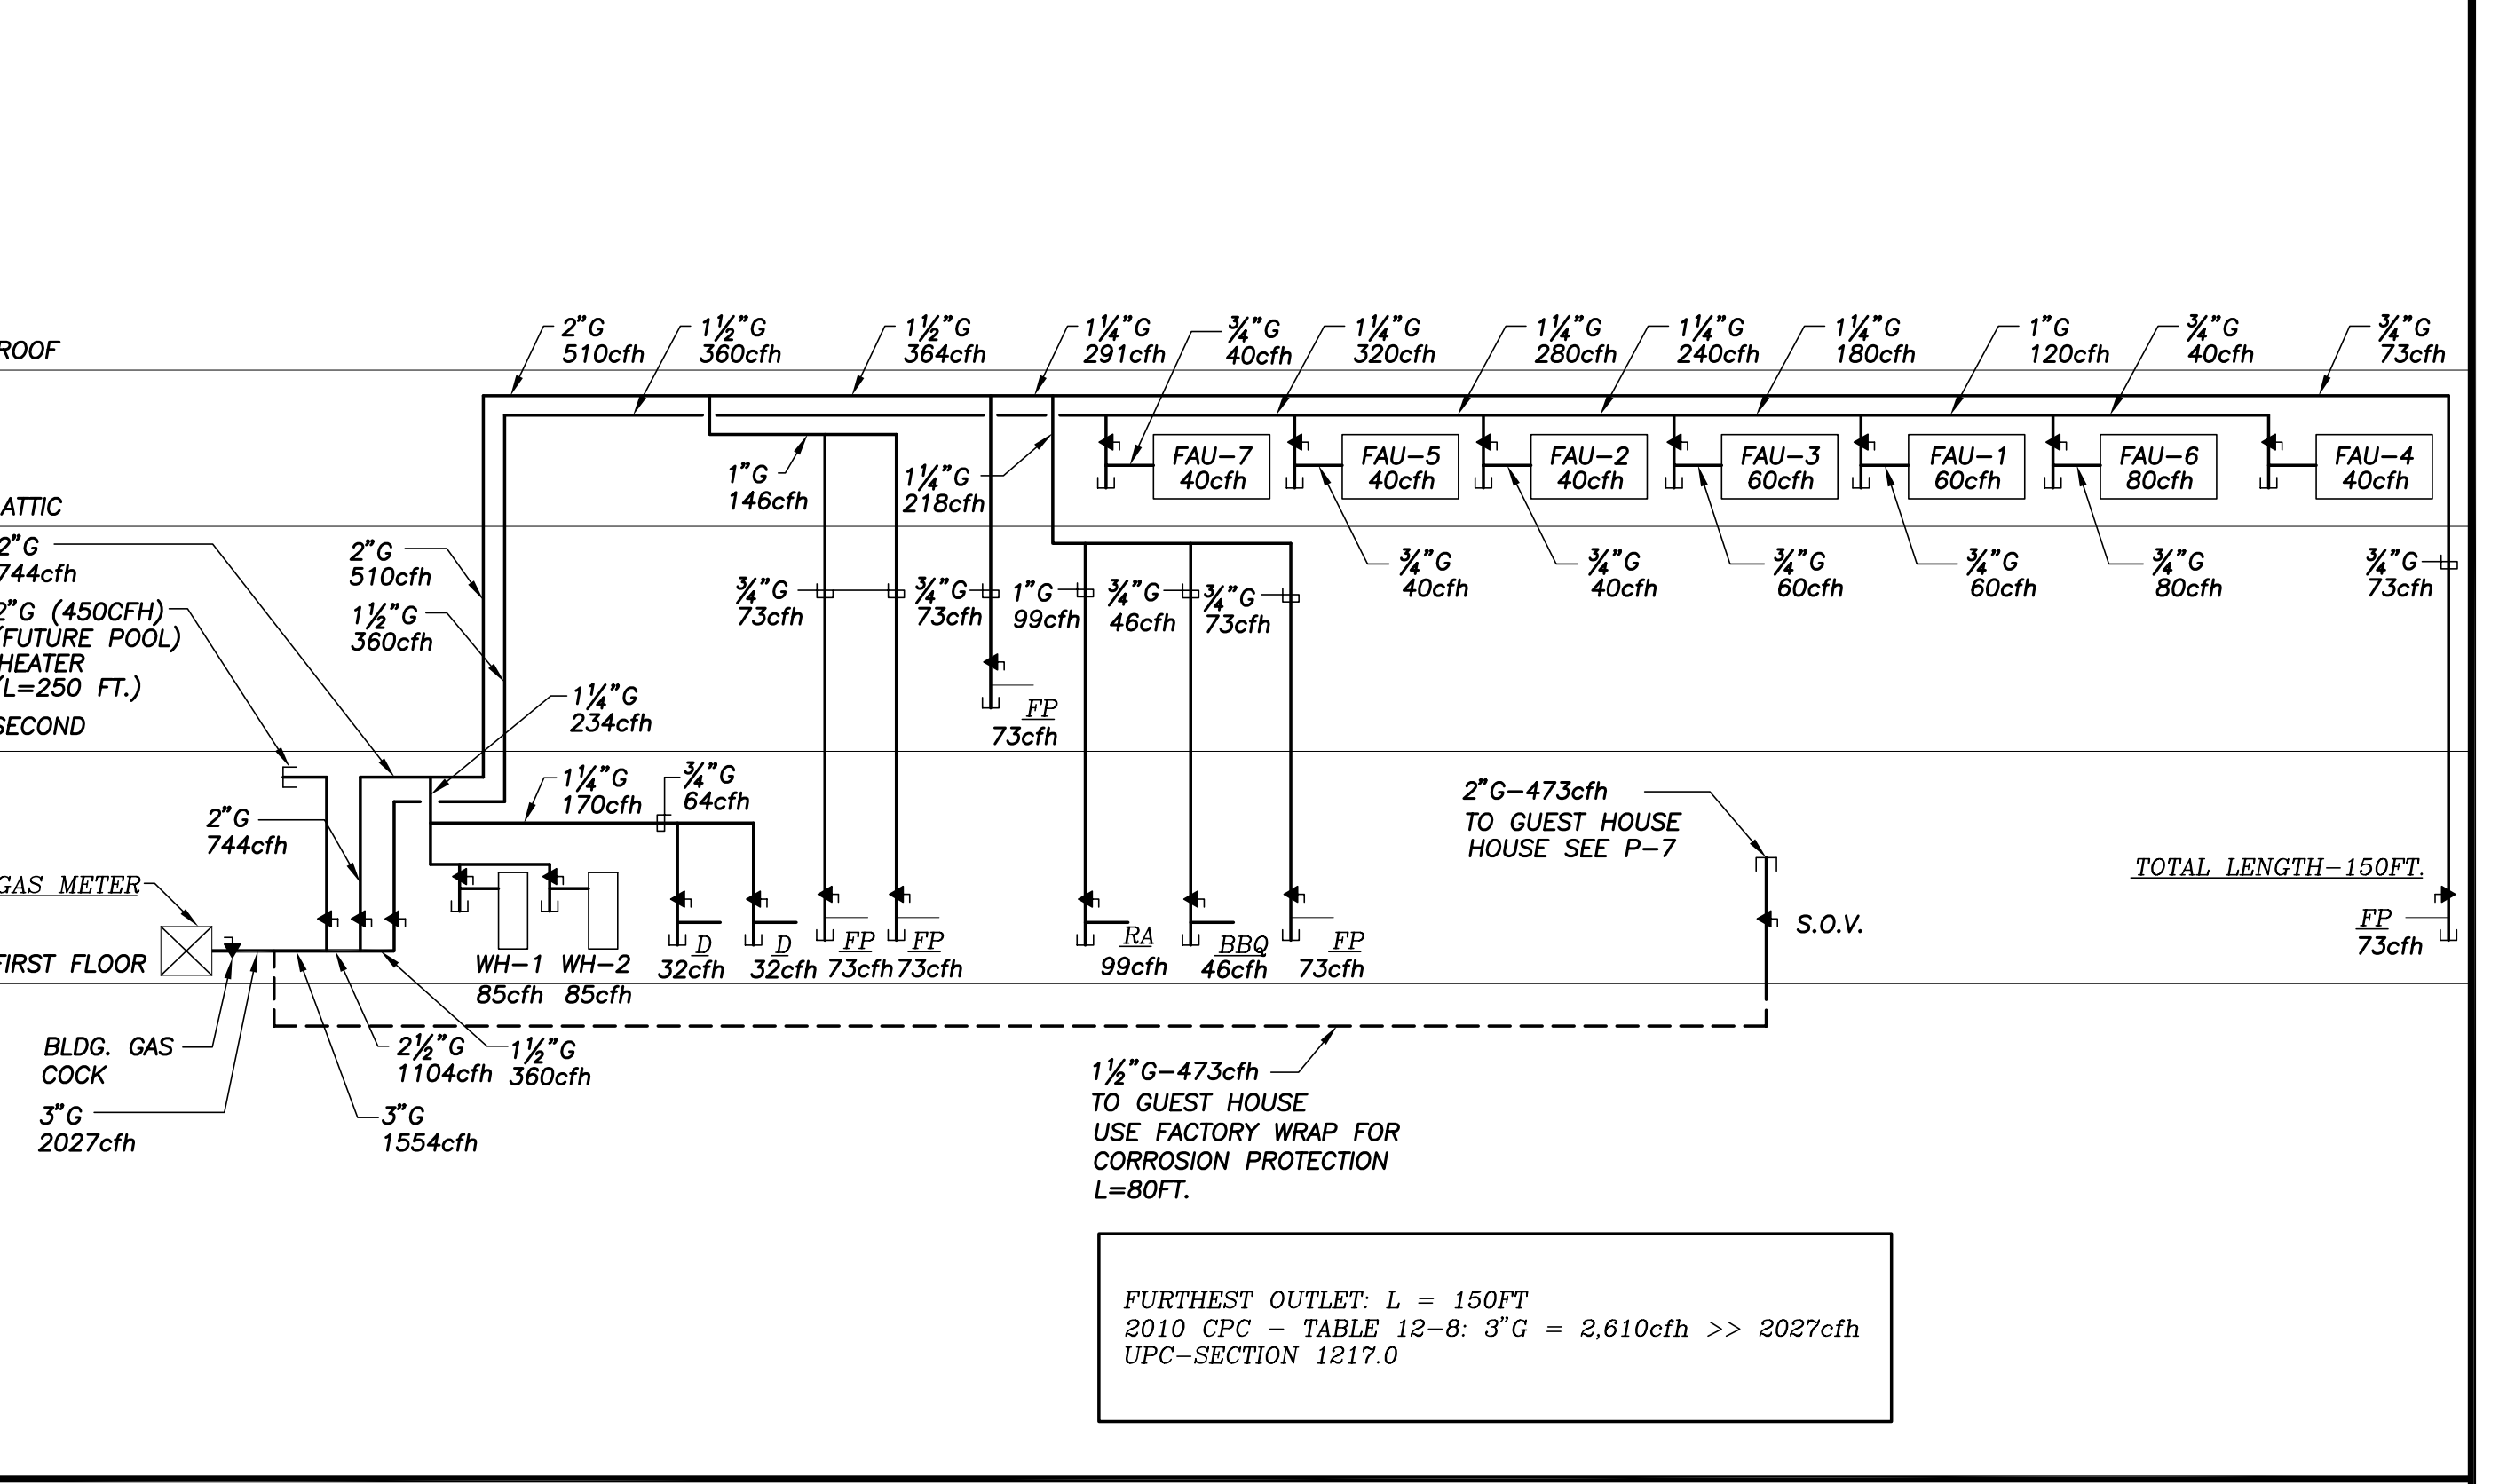 2"G
510cfh
1½"G
360cfh
1½"G
364cfh
1¼"G
291cfh
¾"G
40cfh
1¼"G
320cfh
1¼"G
280cfh
1¼"G
240cfh
1¼"G
180cfh
1"G
120cfh
¾"G
40cfh
¾"G
73cfh
ROOF
FAU-7
40cfh
FAU-5
40cfh
FAU-2
40cfh
FAU-3
60cfh
FAU-1
60cfh
FAU-6
80cfh
FAU-4
40cfh
1"G
146cfh
1¼"G
218cfh
ATTIC
2"G
744cfh
2"G
510cfh
1½"G
360cfh
2"G (450CFH)
(FUTURE POOL)
HEATER
(L=250 FT.)
¾"G
73cfh
¾"G
73cfh
1"G
99cfh
¾"G
46cfh
¾"G
73cfh
¾"G
40cfh
¾"G
40cfh
¾"G
60cfh
¾"G
60cfh
¾"G
80cfh
¾"G
73cfh
SECOND
1¼"G
234cfh
FP
73cfh
1¼"G
170cfh
¾"G
64cfh
2"G
744cfh
2"G-473cfh
TO GUEST HOUSE
HOUSE SEE P-7
GAS METER
TOTAL LENGTH-150FT.
S.O.V.
FIRST FLOOR
WH-1
85cfh
WH-2
85cfh
D
32cfh
D
32cfh
FP
73cfh
FP
73cfh
RA
99cfh
BBQ
46cfh
FP
73cfh
FP
73cfh
BLDG. GAS
COCK
2½"G
1104cfh
1½"G
360cfh
3"G
2027cfh
3"G
1554cfh
1½"G-473cfh
TO GUEST HOUSE
USE FACTORY WRAP FOR
CORROSION PROTECTION
L=80FT.
FURTHEST OUTLET: L = 150FT
2010 CPC - TABLE 12-8: 3"G = 2,610cfh >> 2027cfh
UPC-SECTION 1217.0